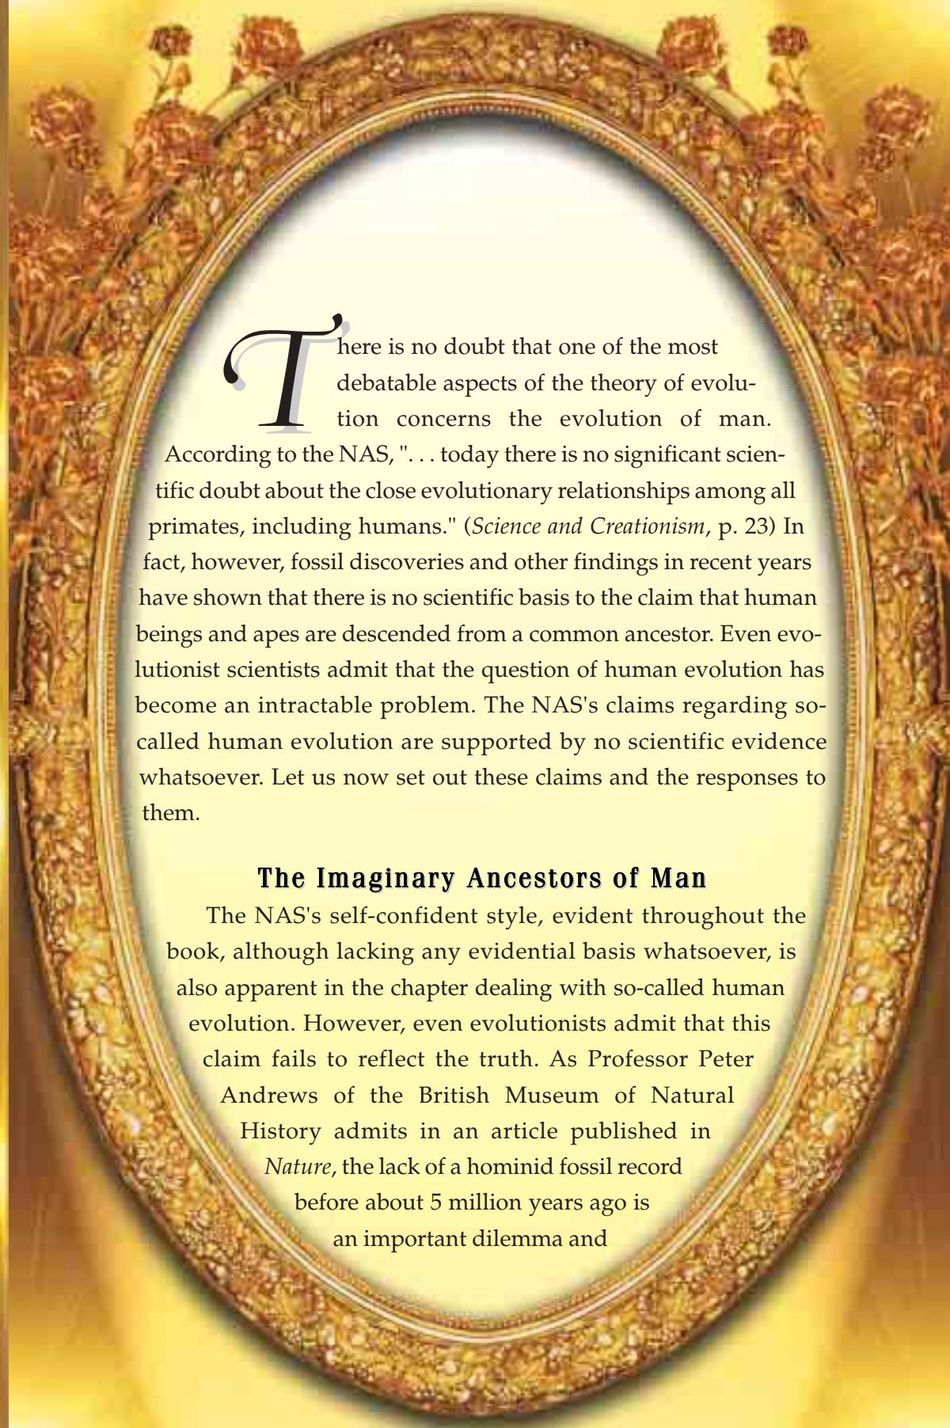 There is no doubt that one of the most
debatable aspects of the theory of evolu-
tion concerns the evolution of man.
According to the NAS, ". . . today there is no significant scien-
tific doubt about the close evolutionary relationships among all
primates, including humans." (Science and Creationism, p. 23) In
fact, however, fossil discoveries and other findings in recent years
have shown that there is no scientific basis to the claim that human
beings and apes are descended from a common ancestor. Even evo-
lutionist scientists admit that the question of human evolution has
become an intractable problem. The NAS's claims regarding so-
called human evolution are supported by no scientific evidence
whatsoever. Let us now set out these claims and the responses to
them.
The Imaginary Ancestors of Man
The NAS's self-confident style, evident throughout the
book, although lacking any evidential basis whatsoever, is
also apparent in the chapter dealing with so-called human
evolution. However, even evolutionists admit that this
claim fails to reflect the truth. As Professor Peter
Andrews of the British Museum of Natural
History admits in an article published in
Nature, the lack of a hominid fossil record
before about 5 million years ago is
an important dilemma and